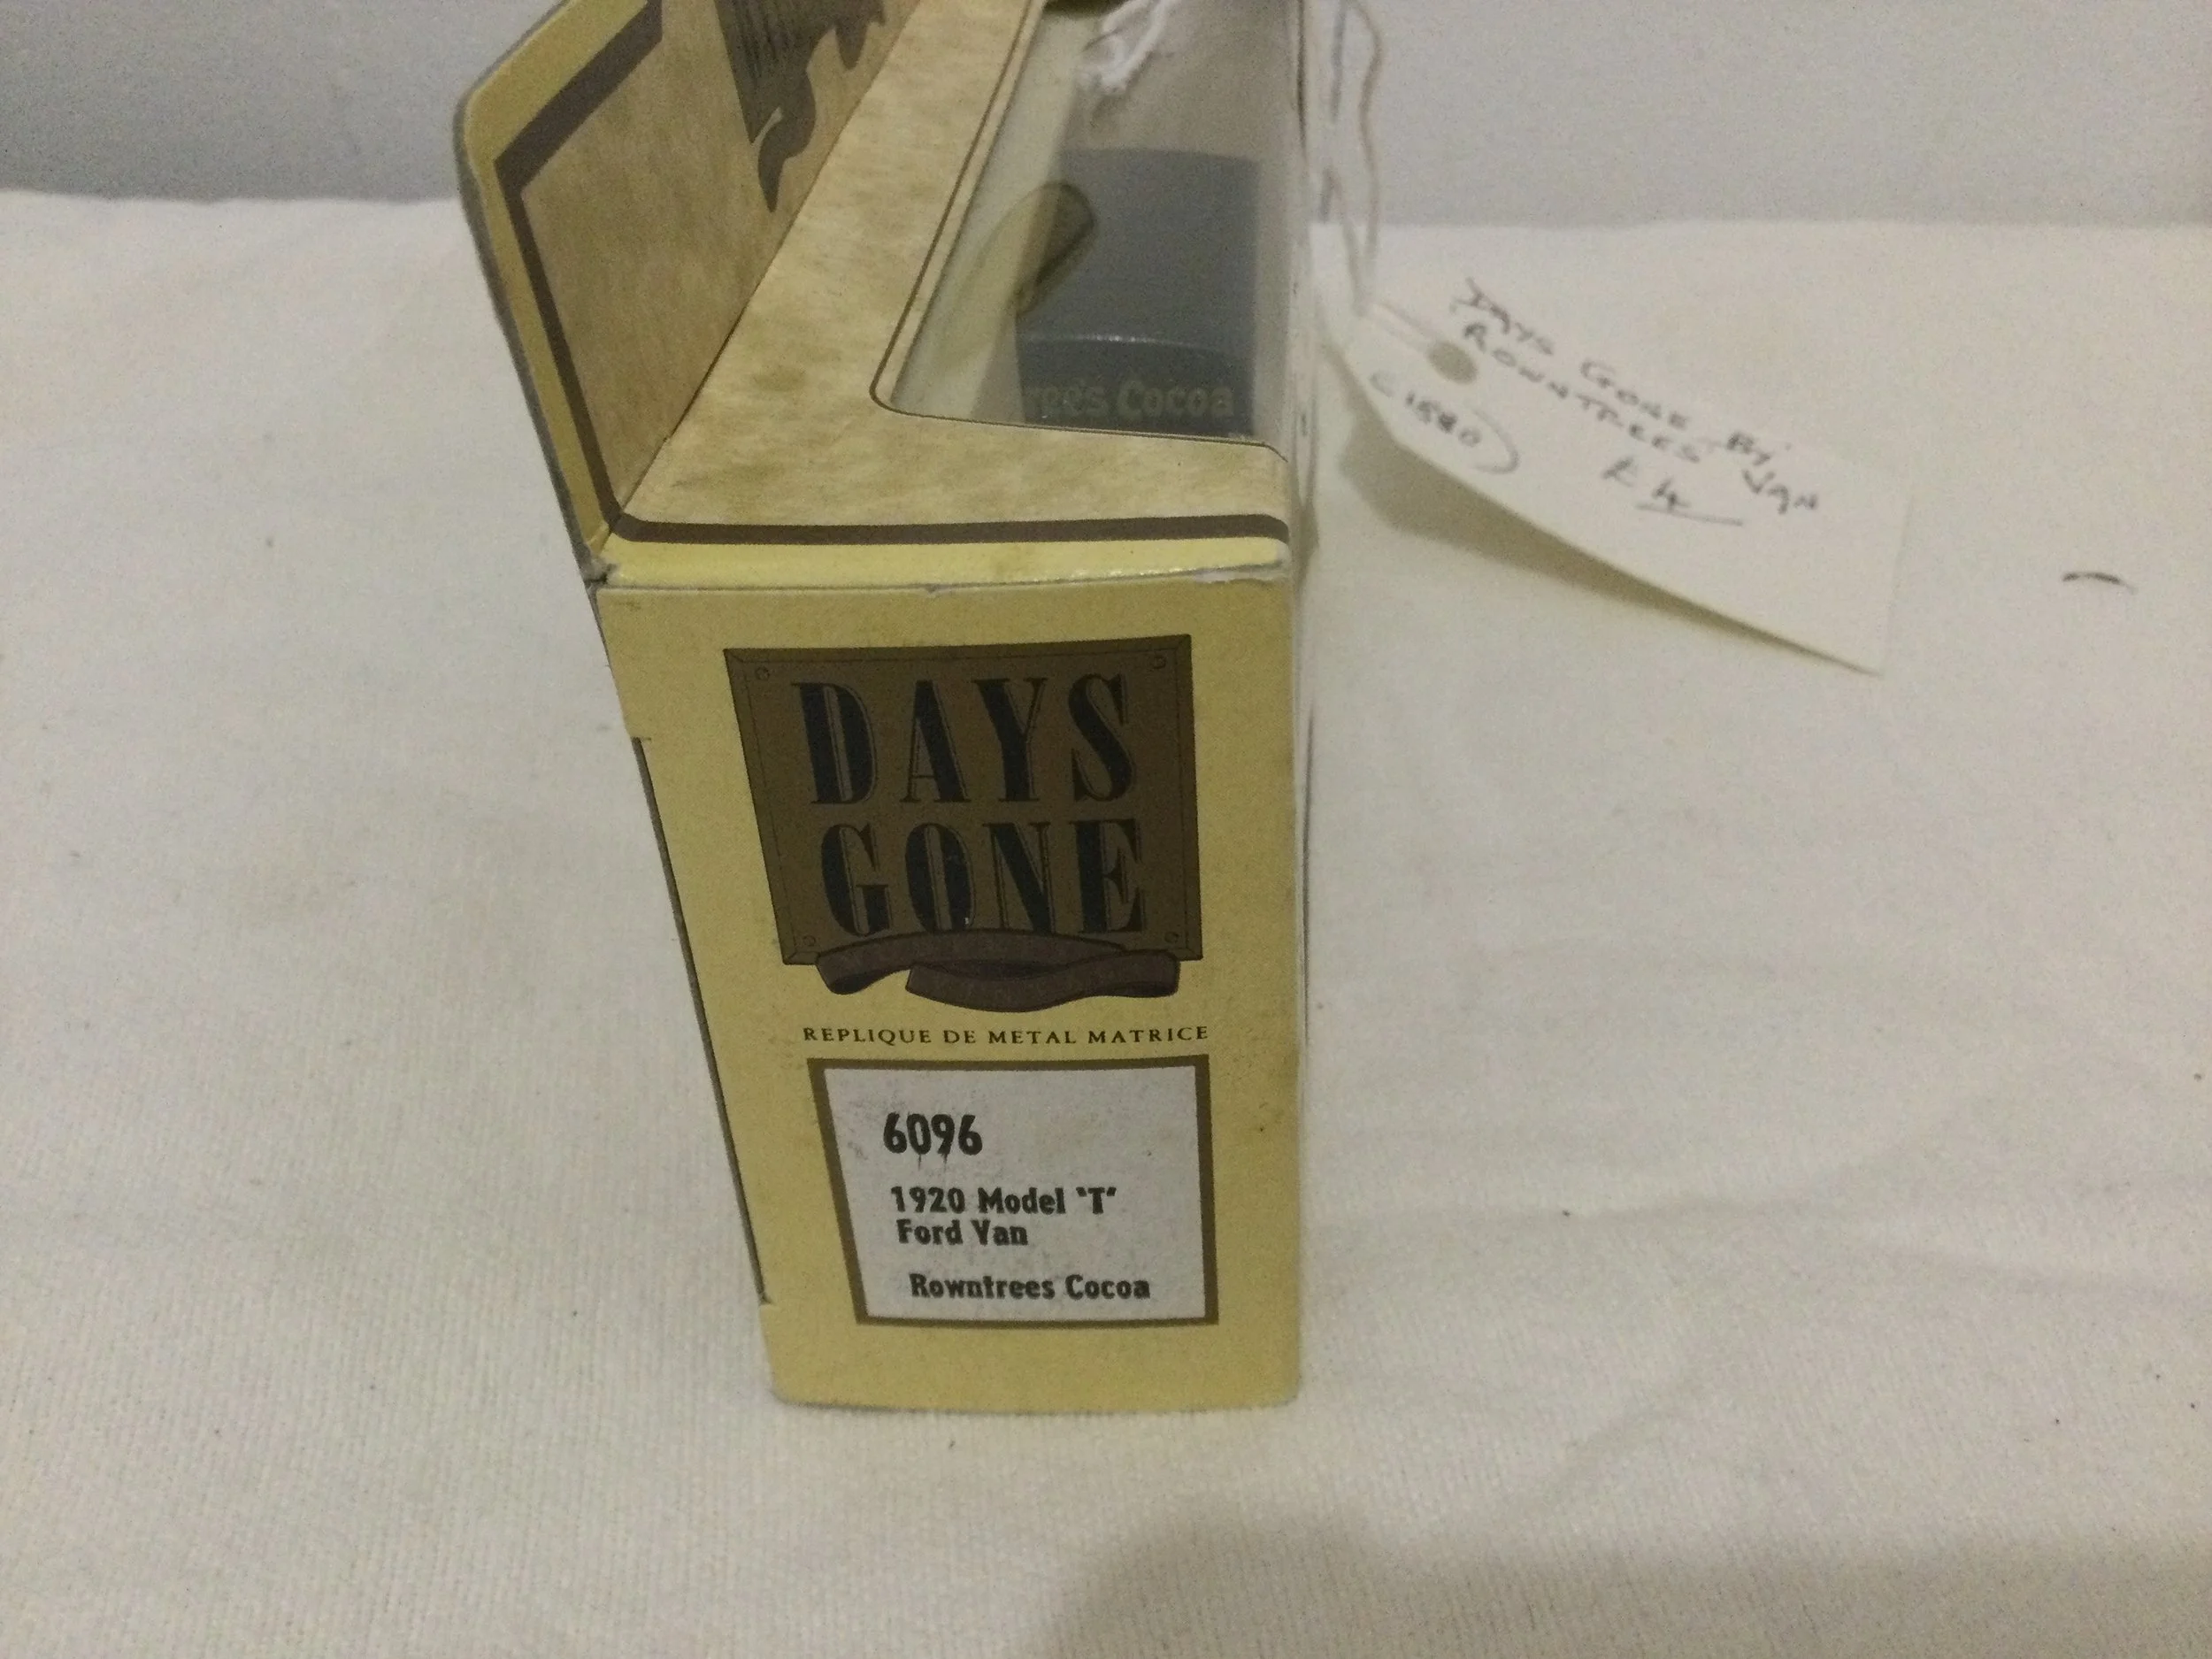 rees Cocoa
DAYS GONE BY
ROWNTREES VAN
£4
DAYS
GONE
REPLIQUE DE METAL MATRICE
6096
1920 Model 'T'
Ford Van
Rowntrees Cocoa